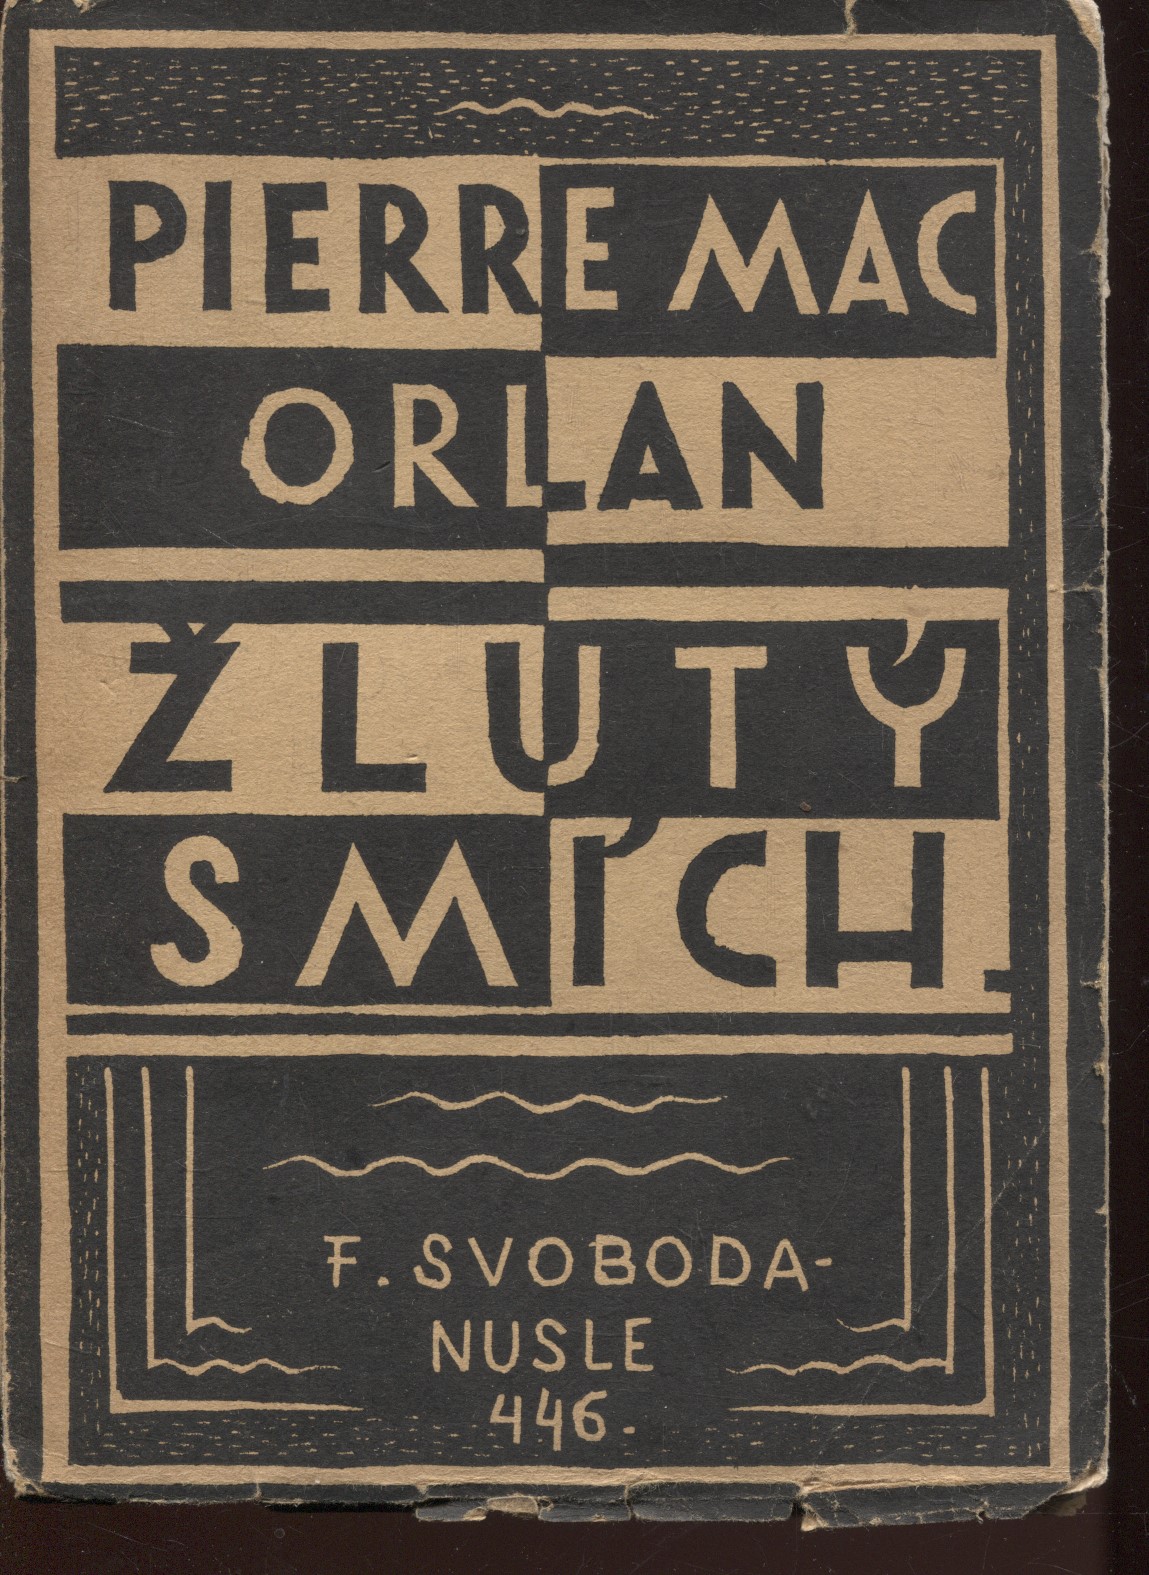 PIERRE MAC
ORLAN
ŽLUTÝ
SMÍCH.
F. SVOBODA-
NUSLE
446.